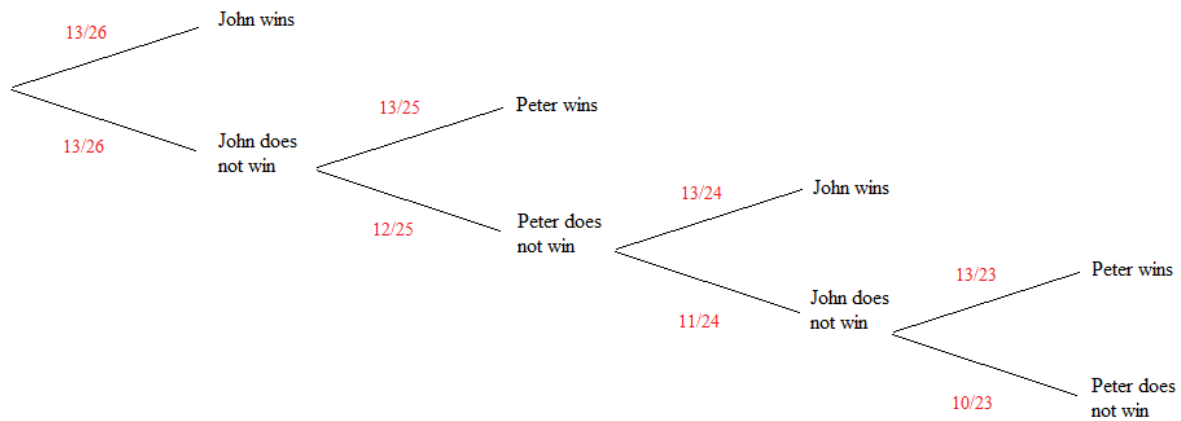 John wins
13/26
13/26
John does
not win
Peter wins
13/25
12/25
Peter does
not win
John wins
13/24
11/24
John does
not win
Peter wins
13/23
10/23
Peter does
not win